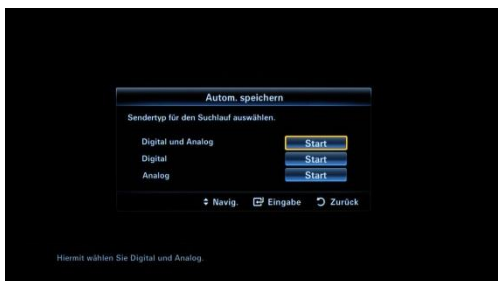 Autom. speichern
Sendertyp für den Suchlauf auswählen.
Digital und Analog Start
Digital Start
Analog Start
Navig. Eingabe Zurück
Hiermit wählen Sie Digital und Analog.